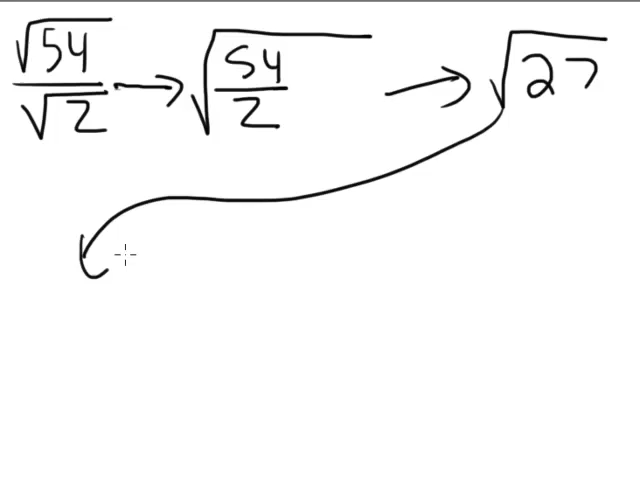 √54/√2 → √(54/2) → √27